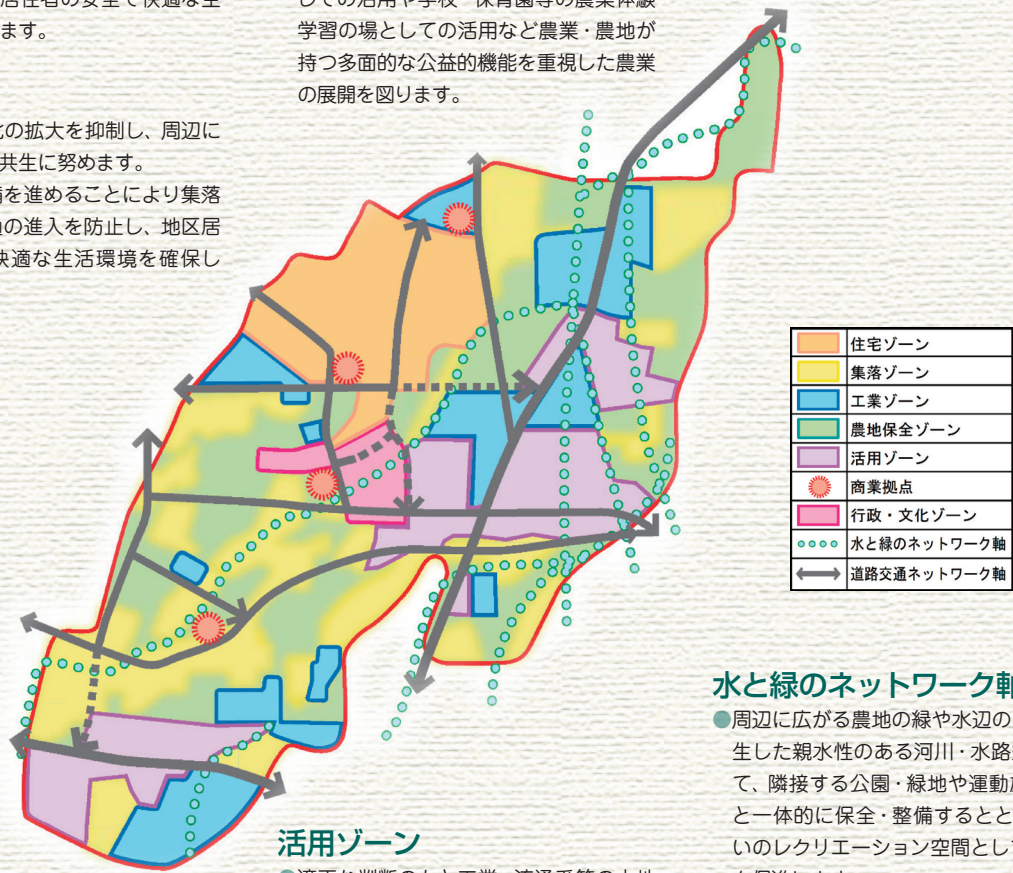 居住者の安全で快適な生
ます。
化の拡大を抑制し、周辺に
共生に努めます。
備を進めることにより集落
の進入を防止し、地区居
快適な生活環境を確保し
しての活用や学校・保育園等の農業体験
学習の場としての活用など農業・農地が
持つ多面的な公益的機能を重視した農業
の展開を図ります。
住宅ゾーン
集落ゾーン
工業ゾーン
農地保全ゾーン
活用ゾーン
商業拠点
行政・文化ゾーン
水と緑のネットワーク軸
道路交通ネットワーク軸
水と緑のネットワーク軸
●周辺に広がる農地の緑や水辺の
生した親水性のある河川・水路
て、隣接する公園・緑地や運動
と一体的に保全・整備するとと
いのレクリエーション空間として
活用ゾーン